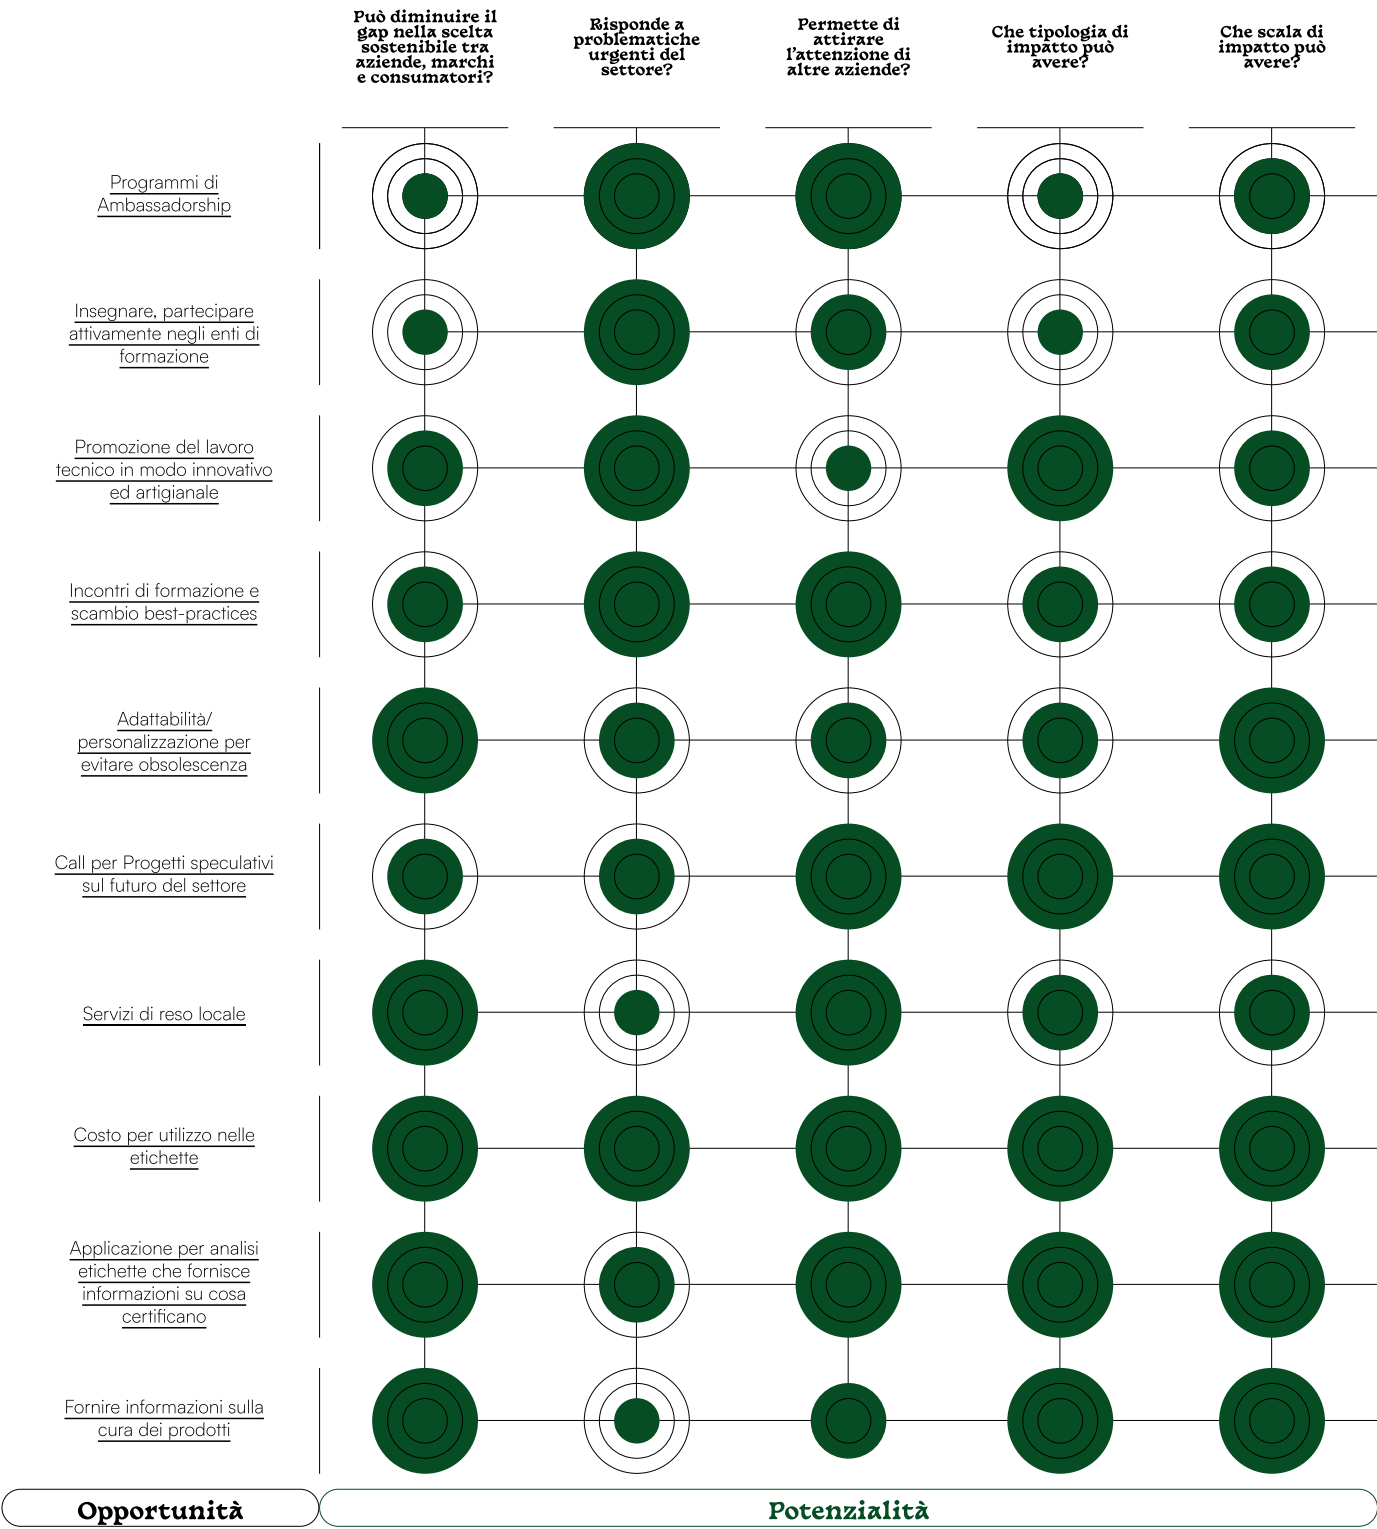 Può diminuire il
gap nella scelta
sostenibile tra
aziende, marchi
e consumatori?
Risponde a
problematiche
urgenti del
settore?
Permette di
attirare
l'attenzione di
altre aziende?
Che tipologia di
impatto può
avere?
Che scala di
impatto può
avere?
Programmi di
Ambassadorship
Insegnare, partecipare
attivamente negli enti di
formazione
Promozione del lavoro
tecnico in modo innovativo
ed artigianale
Incontri di formazione e
scambio best-practices
Adattabilità/
personalizzazione per
evitare obsolescenza
Call per Progetti speculativi
sul futuro del settore
Servizi di reso locale
Costo per utilizzo nelle
etichette
Applicazione per analisi
etichette che fornisce
informazioni su cosa
certificano
Fornire informazioni sulla
cura dei prodotti
Opportunità
Potenzialità